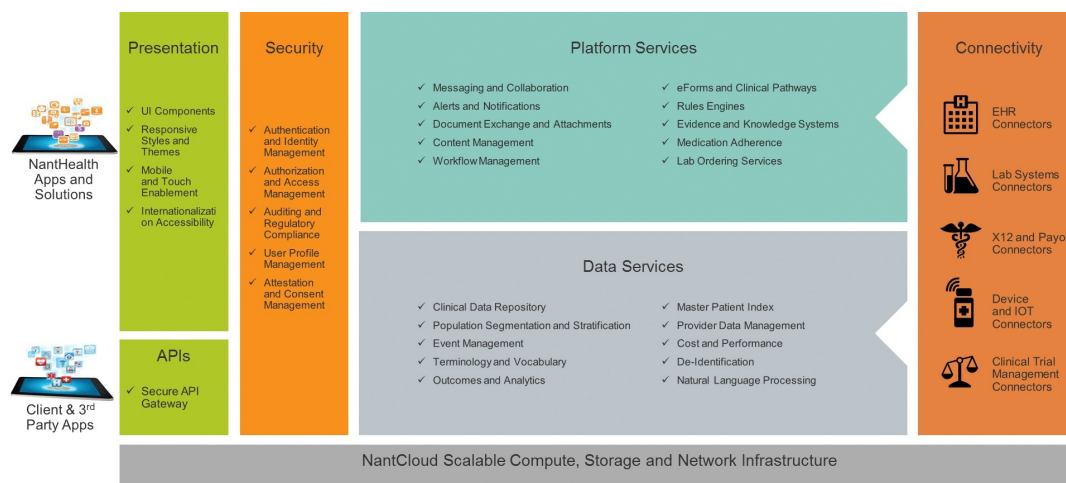 NantHealth
Apps and
Solutions
Client & 3rd
Party Apps
Presentation
✓ UI Components
✓ Responsive
Styles and
Themes
✓ Mobile
and Touch
Enablement
✓ Internationalizati
on Accessibility
APIs
✓ Secure API
Gateway
Security
✓ Authentication
and Identity
Management
✓ Authorization
and Access
Management
✓ Auditing and
Regulatory
Compliance
✓ User Profile
Management
✓ Attestation
and Consent
Management
Platform Services
✓ Messaging and Collaboration
✓ Alerts and Notifications
✓ Document Exchange and Attachments
✓ Content Management
✓ Workflow Management
✓ eForms and Clinical Pathways
✓ Rules Engines
✓ Evidence and Knowledge Systems
✓ Medication Adherence
✓ Lab Ordering Services
Data Services
✓ Clinical Data Repository
✓ Population Segmentation and Stratification
✓ Event Management
✓ Terminology and Vocabulary
✓ Outcomes and Analytics
✓ Master Patient Index
✓ Provider Data Management
✓ Cost and Performance
✓ De-Identification
✓ Natural Language Processing
Connectivity
H
EHR
Connectors
Lab Systems
Connectors
X12 and Payo
Connectors
Device
and IOT
Connectors
Clinical Trial
Management
Connectors
NantCloud Scalable Compute, Storage and Network Infrastructure